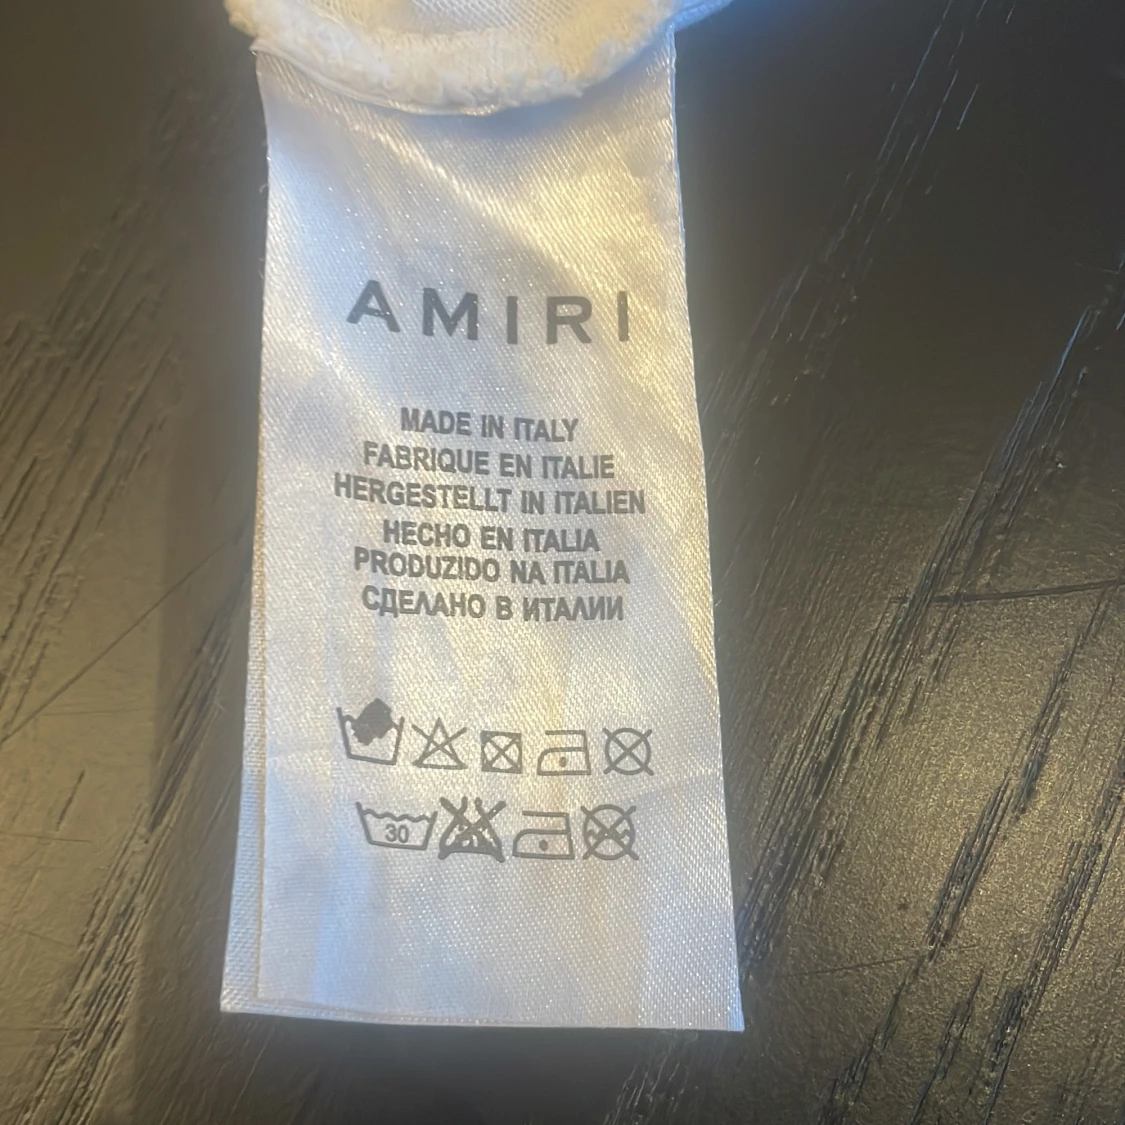 AMIRI
MADE IN ITALY
FABRIQUE EN ITALIE
HERGESTELLT IN ITALIEN
HECHO EN ITALIA
PRODUZIDO NA ITALIA
СДЕЛАНО В ИТАЛИИ
30